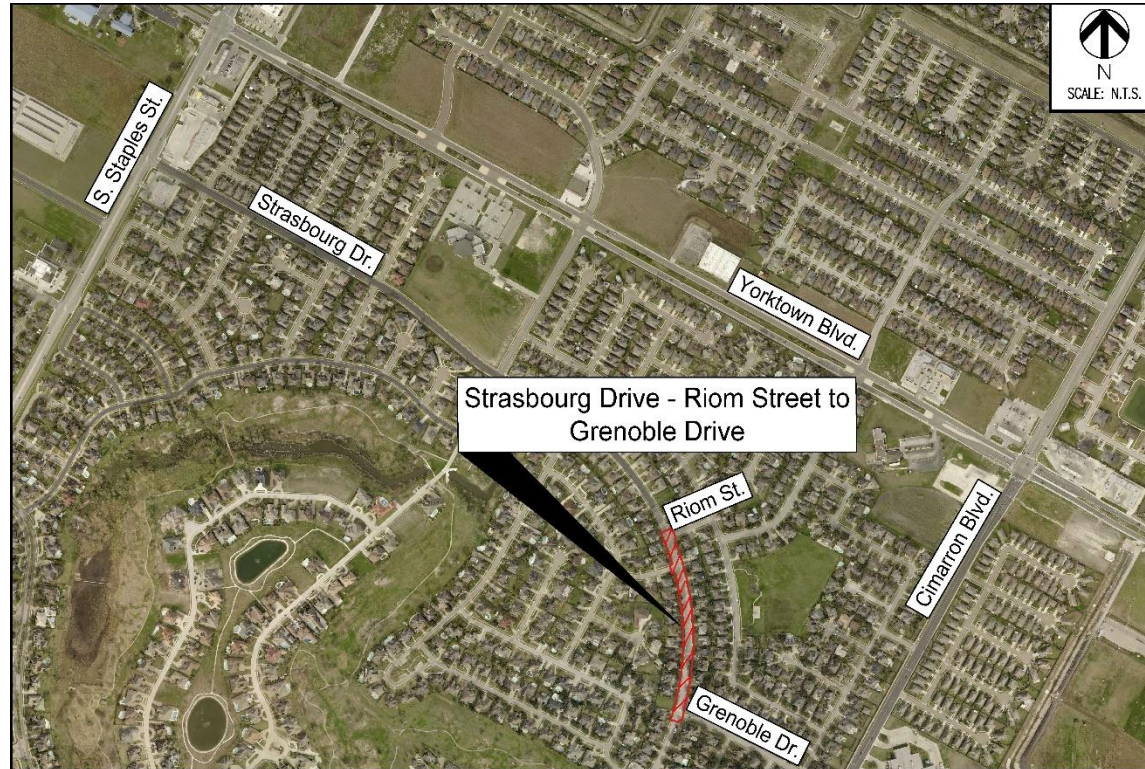 N
SCALE: N.T.S.
S. Staples St.
Strasbourg Dr.
Yorktown Blvd.
Strasbourg Drive - Riom Street to
Grenoble Drive
Riom St.
Cimarron Blvd.
Grenoble Dr.